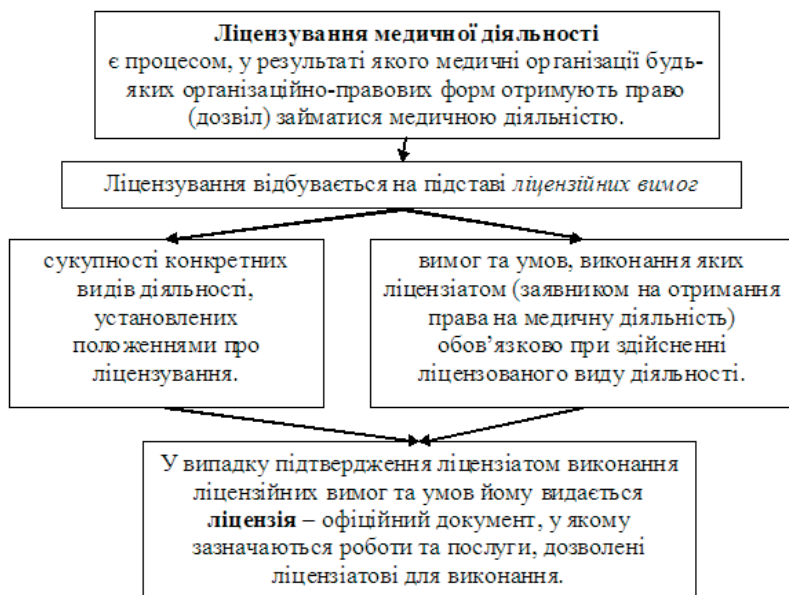 Ліцензування медичної діяльності
є процесом, у результаті якого медичні організації будь-
яких організаційно-правових форм отримують право
(дозвіл) займатися медичною діяльністю.
Ліцензування відбувається на підставі ліцензійних вимог
сукупності конкретних
видів діяльності,
установлених
положеннями про
ліцензування.
вимог та умов, виконання яких
ліцензіатом (заявником на отримання
права на медичну діяльність)
обов’язково при здійсненні
ліцензованого виду діяльності.
У випадку підтвердження ліцензіатом виконання
ліцензійних вимог та умов йому видається
ліцензія – офіційний документ, у якому
зазначаються роботи та послуги, дозволені
ліцензіатові для виконання.